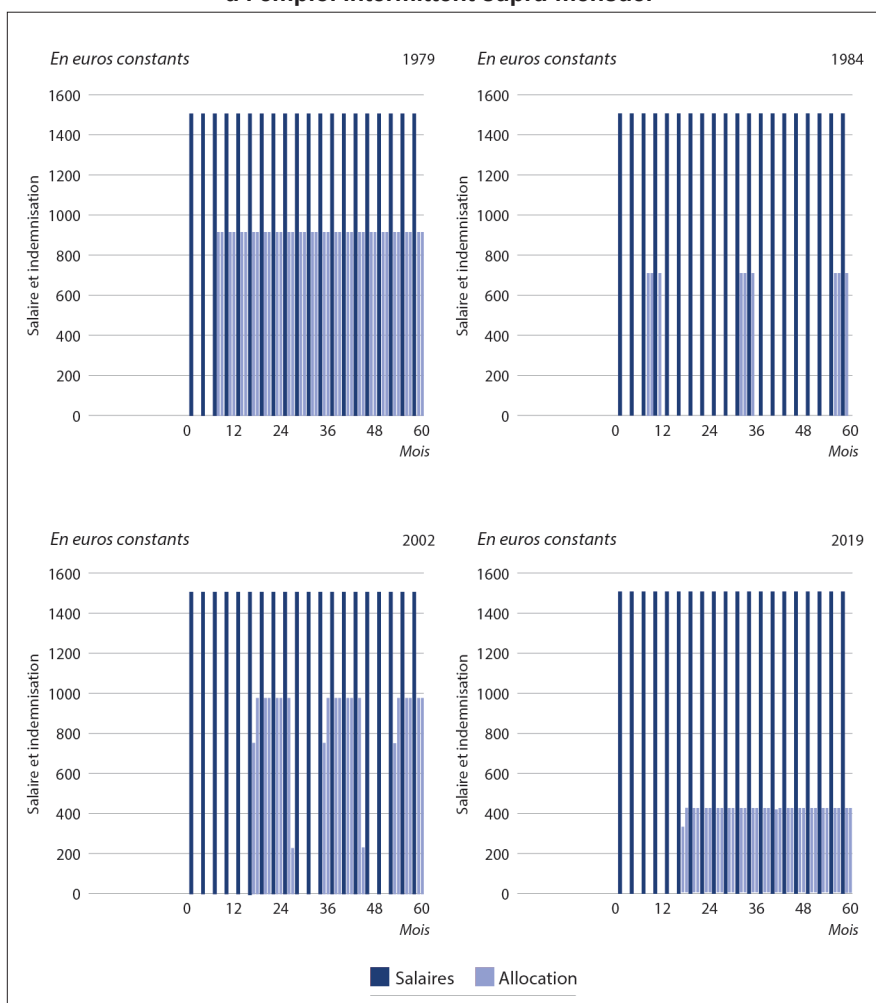 à l'emploi intermittent supra-mensuel
En euros constants 1979
Salaire et indemnisation
1600
1400
1200
1000
800
600
400
200
0
0 12 24 36 48 60
Mois
En euros constants 1984
Salaire et indemnisation
1600
1400
1200
1000
800
600
400
200
0
0 12 24 36 48 60
Mois
En euros constants 2002
Salaire et indemnisation
1600
1400
1200
1000
800
600
400
200
0
0 12 24 36 48 60
Mois
En euros constants 2019
Salaire et indemnisation
1600
1400
1200
1000
800
600
400
200
0
0 12 24 36 48 60
Mois
Salaires Allocation